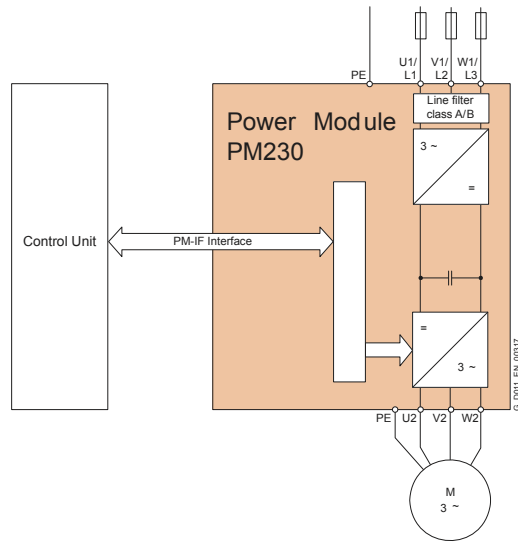 U1/ V1/ W1/
PE L1 L2 L3
Line filter
class A/B
Power Module
PM230
3 ~
=
Control Unit
PM-IF Interface
=
3 ~
G_D011_EN_00317
PE U2 V2 W2
M
3 ~